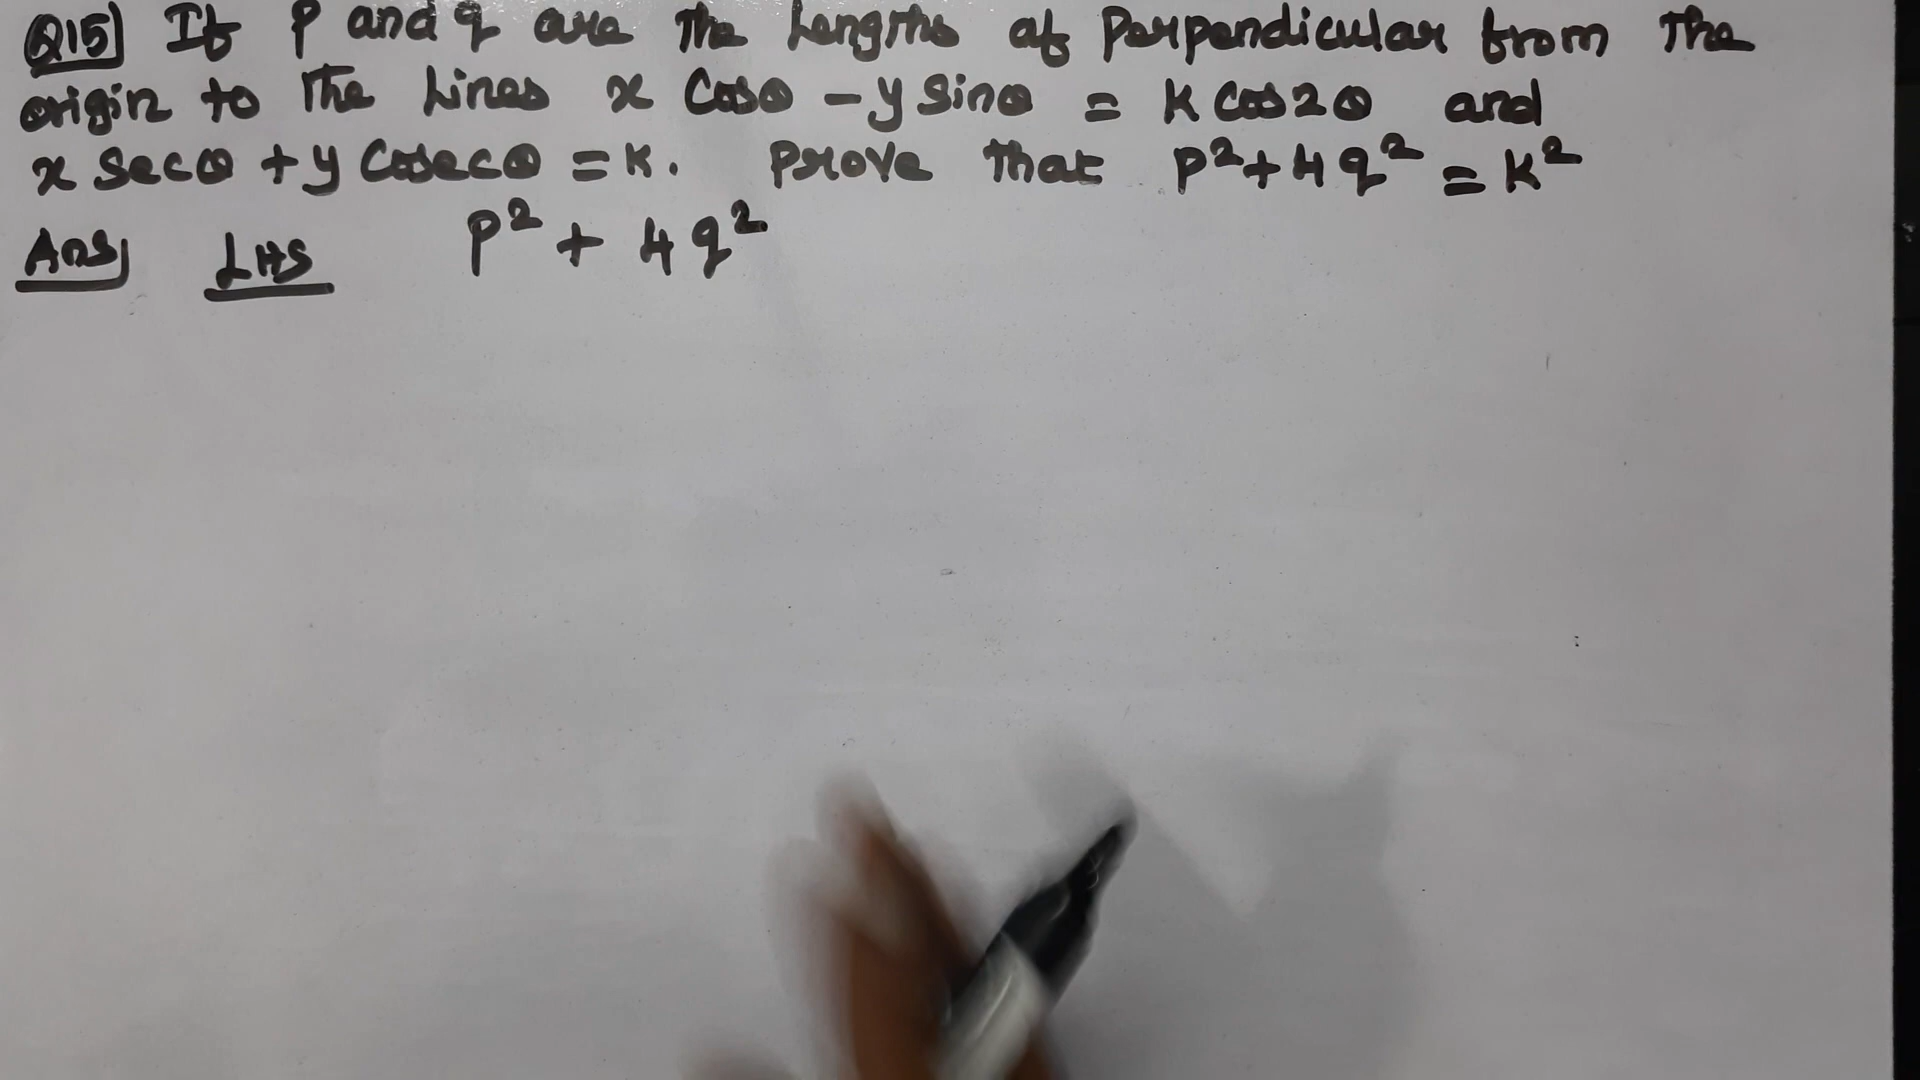 Q15] If P and q are The Lengths of Perpendicular from The
origin to The Lines x Cosθ - y Sinθ = K Cos2θ and
x Secθ + y Cosecθ = K. Prove That P² + 4q² = K²
Ans) LHS P² + 4q²